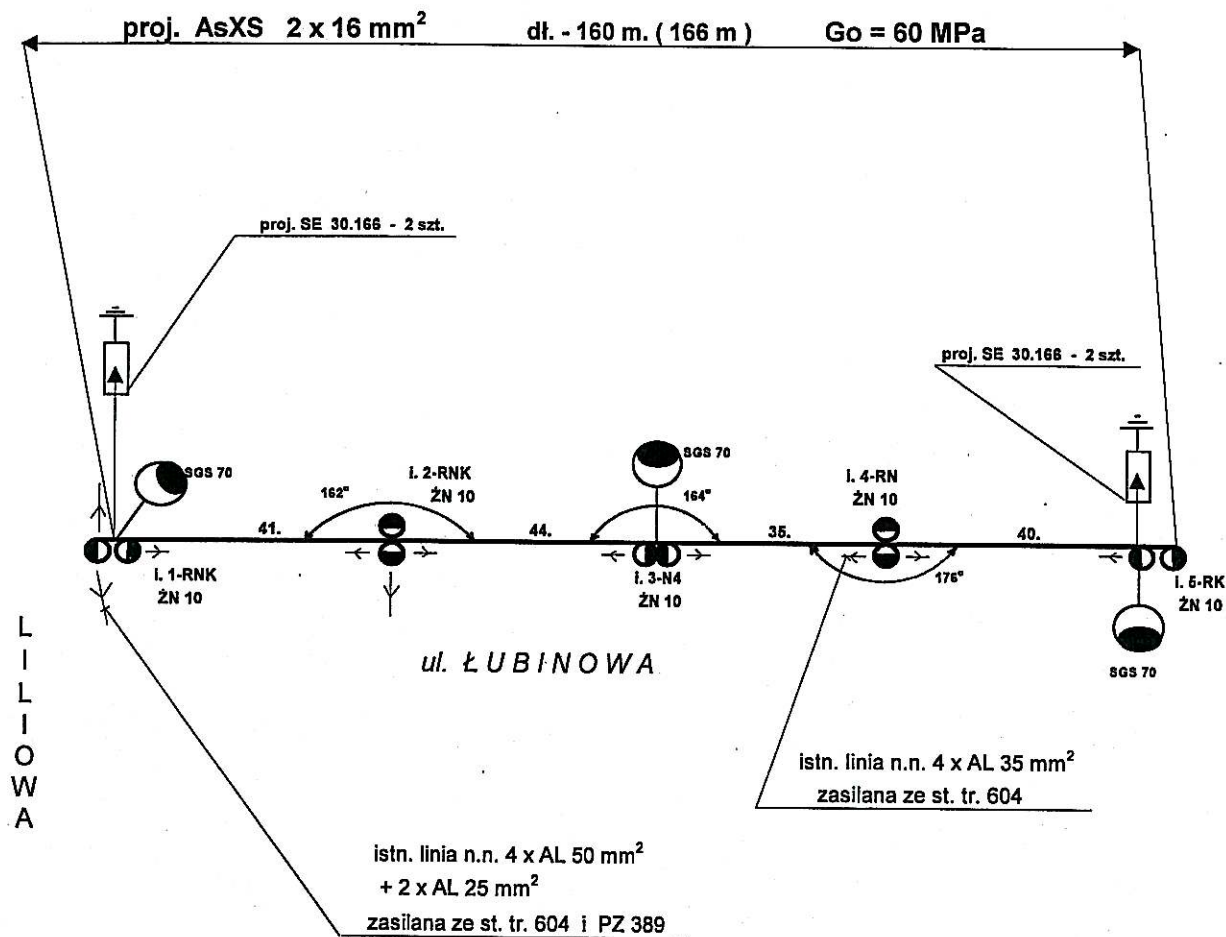 proj. AsXS 2 x 16 mm² dł. - 160 m. ( 166 m ) Go = 60 MPa
proj. SE 30.166 - 2 szt.
proj. SE 30.166 - 2 szt.
SGS 70
162°
i. 2-RNK
ŻN 10
SGS 70
164°
i. 4-RN
ŻN 10
41.
44.
35.
40.
176°
i. 1-RNK
ŻN 10
i. 3-N4
ŻN 10
i. 5-RK
ŻN 10
SGS 70
LILIOWA
ul. ŁUBINOWA
istn. linia n.n. 4 x AL 35 mm²
zasilana ze st. tr. 604
istn. linia n.n. 4 x AL 50 mm²
+ 2 x AL 25 mm²
zasilana ze st. tr. 604 i PZ 389